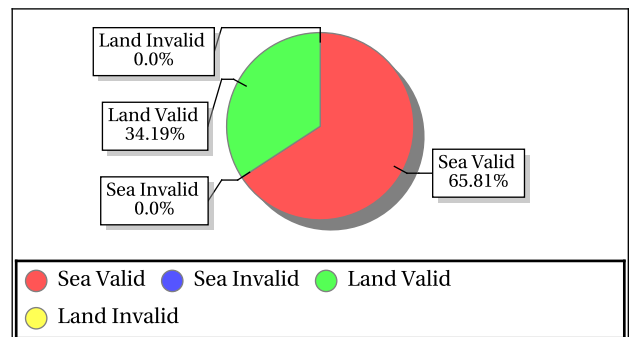 Land Invalid
0.0%
Land Valid
34.19%
Sea Invalid
0.0%
Sea Valid
65.81%
Sea Valid Sea Invalid Land Valid
Land Invalid